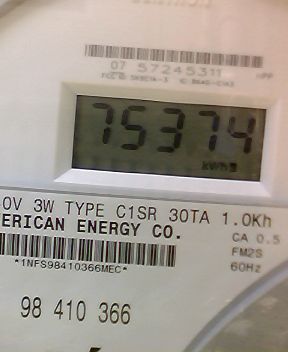 07 57245311
75374
kWh
0V 3W TYPE C1SR 30TA 1.0Kh
ERICAN ENERGY CO. CA 0.5
FM2S
*1NFS98410366MEC* 60Hz
98 410 366